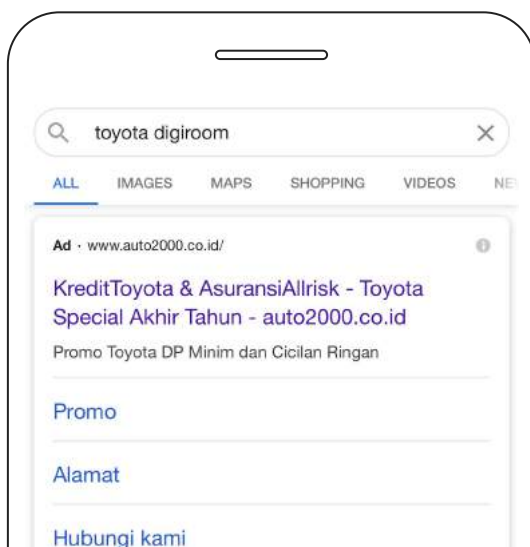 toyota digiroom
ALL IMAGES MAPS SHOPPING VIDEOS
Ad · www.auto2000.co.id/
KreditToyota & AsuransiAllrisk - Toyota
Special Akhir Tahun - auto2000.co.id
Promo Toyota DP Minim dan Cicilan Ringan
Promo
Alamat
Hubungi kami